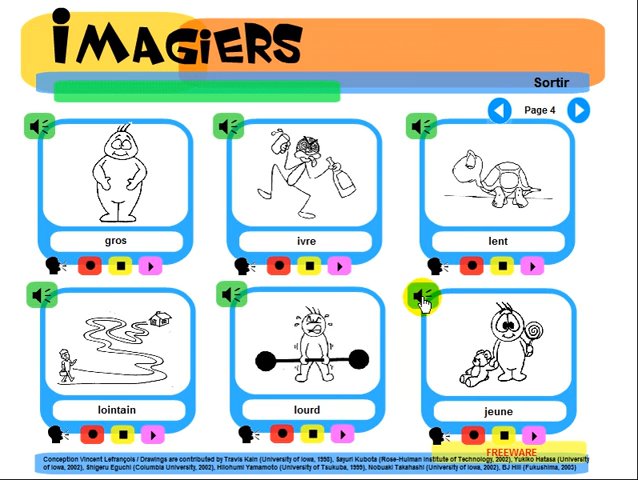 iMAGiERS
Sortir
Page 4
gros
ivre
lent
lointain
lourd
jeune
FREEWARE
Conception Vincent Lefrançois / Drawings are contributed by Travis Kain (University of Iowa, 1998), Sayuri Kubota (Rose-Hulman Institute of Technology, 2002), Yukiko Hatasa (University
of Iowa, 2002), Shigeru Eguchi (Columbia University, 2002), Hilofumi Yamamoto (University of Tsukuba, 1999), Nobuaki Takahashi (University of Iowa, 2002), BJ Hill (Fukushima, 2003)